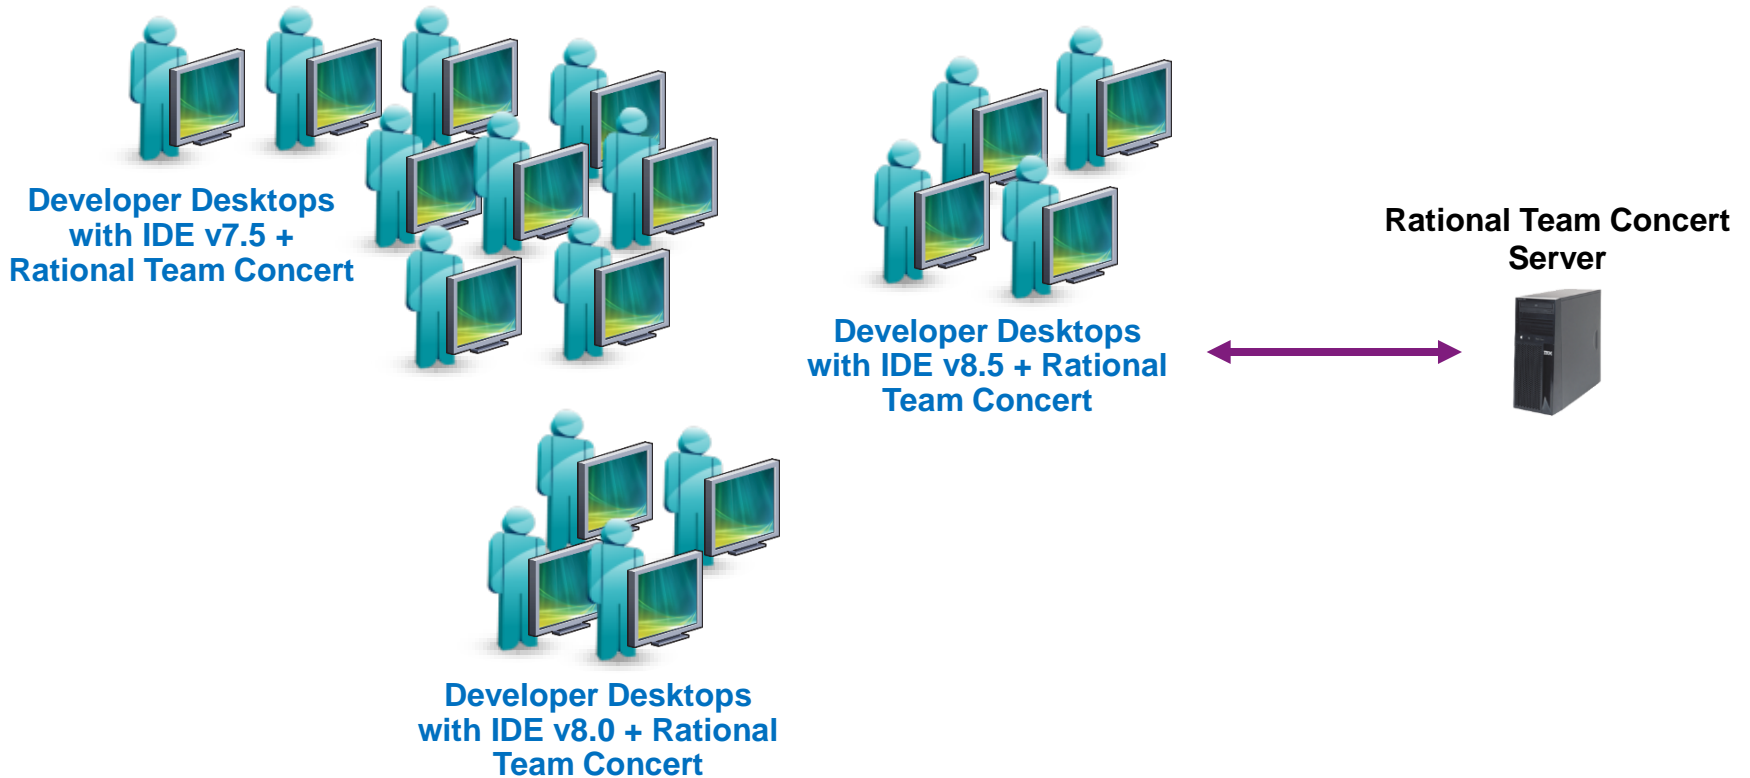 Developer Desktops
with IDE v7.5 +
Rational Team Concert
Developer Desktops
with IDE v8.5 + Rational
Team Concert
Rational Team Concert
Server
Developer Desktops
with IDE v8.0 + Rational
Team Concert